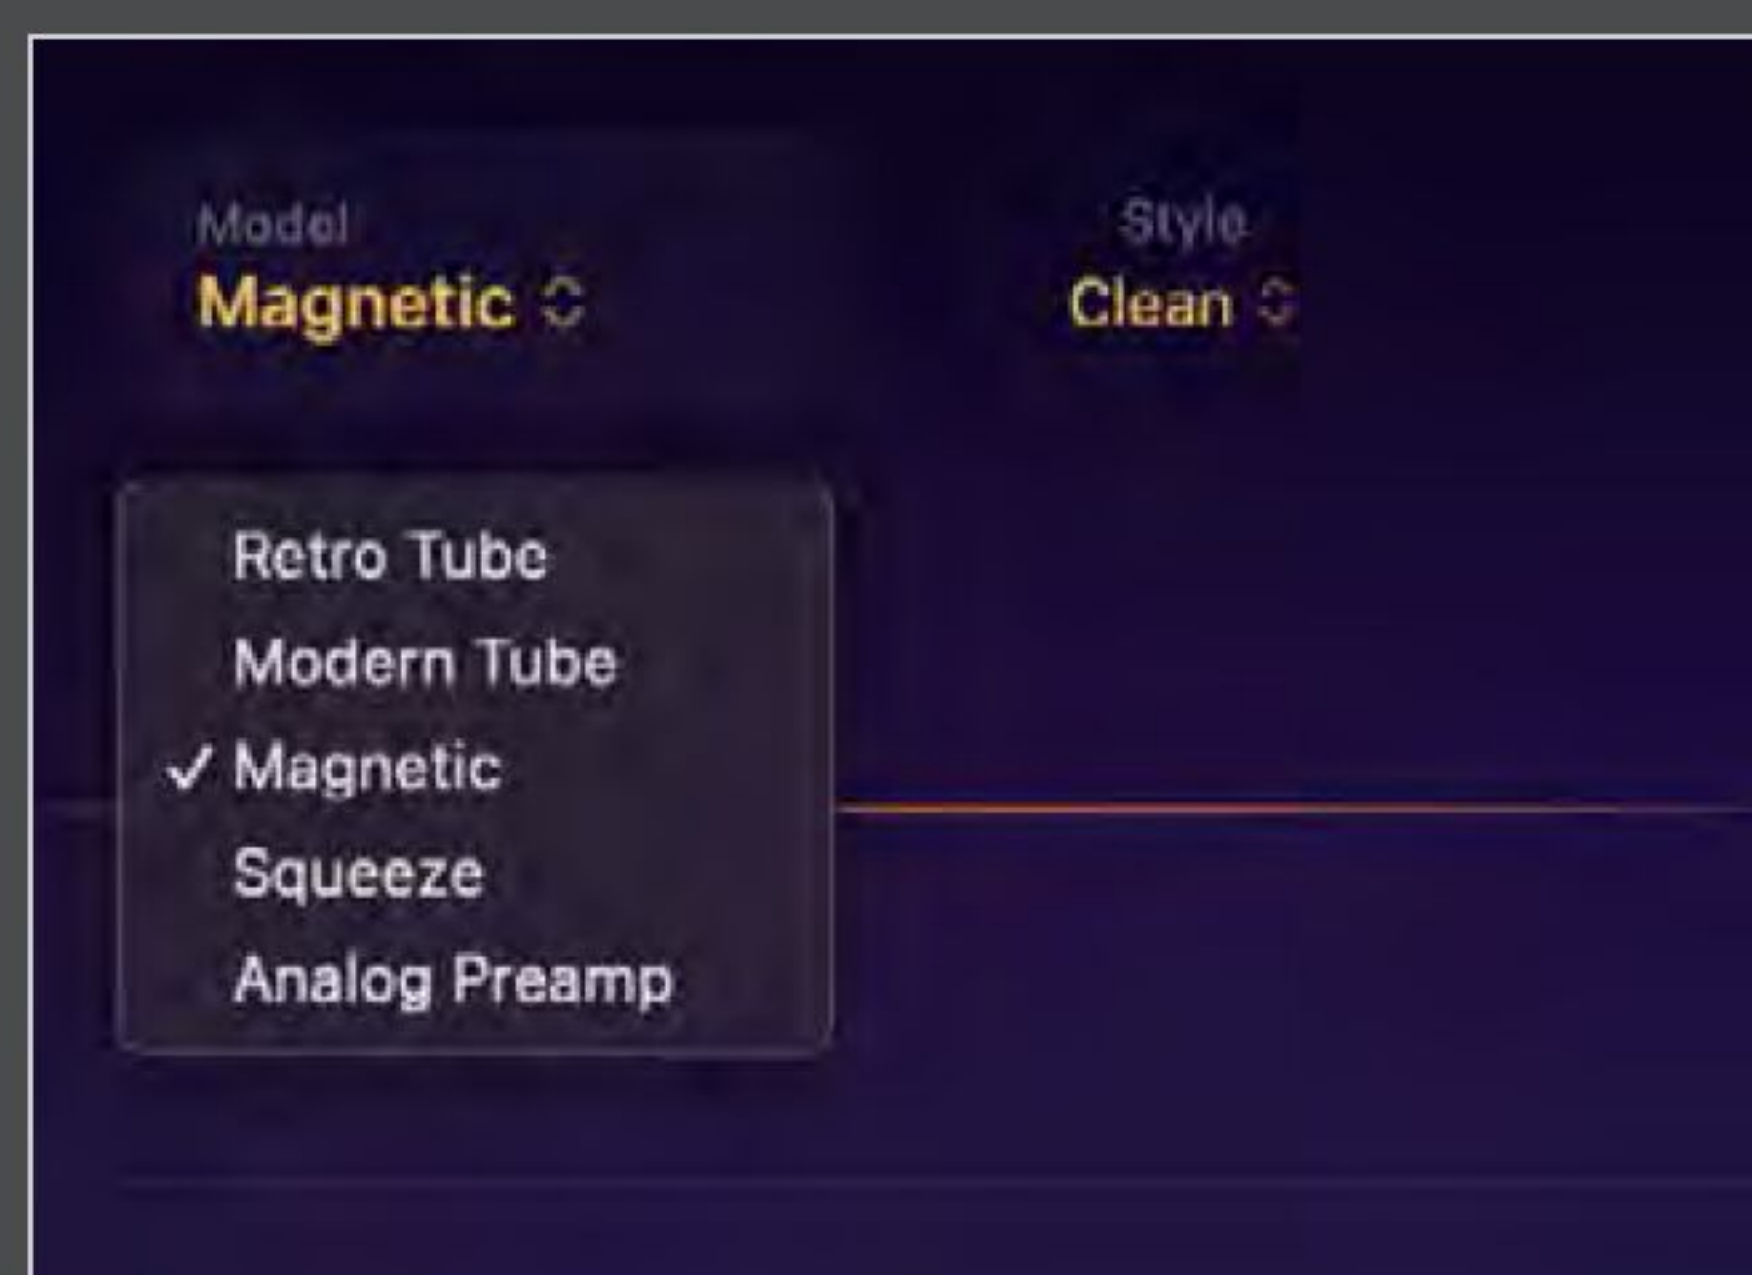 Model
Style
Magnetic
Clean
Retro Tube
Modern Tube
✓ Magnetic
Squeeze
Analog Preamp